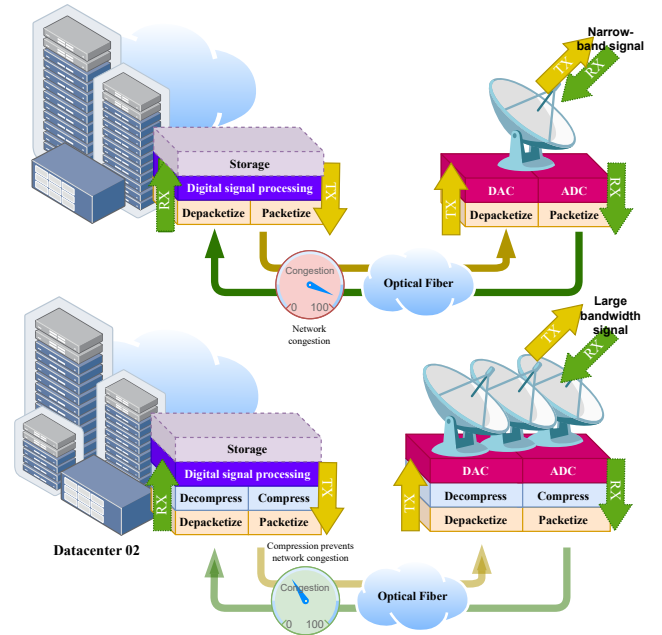 Narrow-
band signal
TX
RX
Storage
Digital signal processing
Depacketize Packetize
RX
TX
DAC ADC
Depacketize Packetize
TX
RX
Congestion
0 100
Optical Fiber
Network
congestion
Large
bandwidth
signal
TX
RX
Storage
Digital signal processing
Decompress Compress
Depacketize Packetize
RX
TX
DAC ADC
Decompress Compress
Depacketize Packetize
TX
RX
Datacenter 02
Compression prevents
network congestion
Congestion
0 100
Optical Fiber